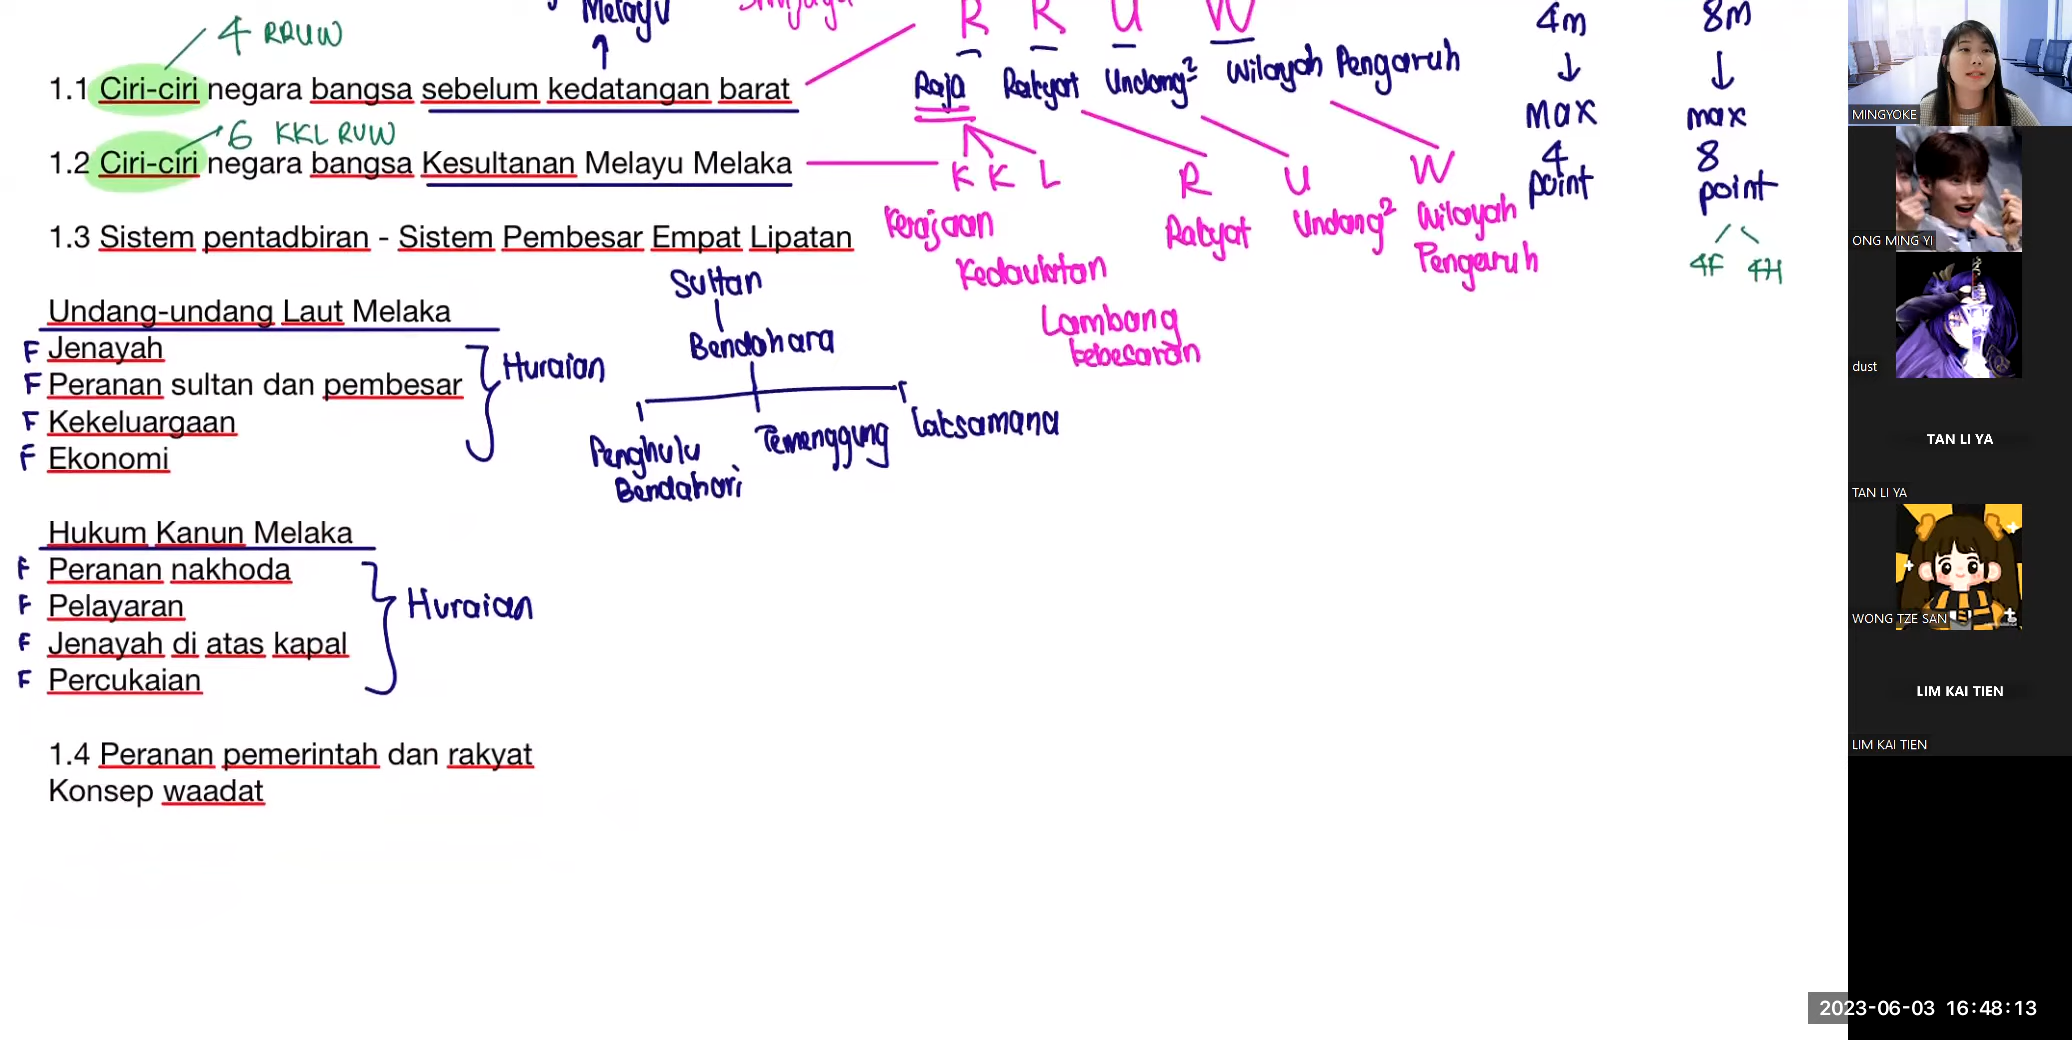 Melayu
R R U W
4m
8m
4 RRUW
1.1 Ciri-ciri negara bangsa sebelum kedatangan barat
Raja Rakyat Undang² Wilayah Pengaruh
max
4
point
max
8
point
4F 4H
6 KKL RUW
1.2 Ciri-ciri negara bangsa Kesultanan Melayu Melaka
K K L R U W
Kerajaan
Kedaulatan
Lambang
kebesaran
Rakyat
Undang²
Wilayah
Pengaruh
1.3 Sistem pentadbiran - Sistem Pembesar Empat Lipatan
Sultan
Bendahara
Penghulu
Bendahari
Temenggung
Laksamana
Undang-undang Laut Melaka
F Jenayah
F Peranan sultan dan pembesar
F Kekeluargaan
F Ekonomi
Huraian
Hukum Kanun Melaka
F Peranan nakhoda
F Pelayaran
F Jenayah di atas kapal
F Percukaian
Huraian
1.4 Peranan pemerintah dan rakyat
Konsep waadat
MINGYOKE
ONG MING YI
dust
TAN LI YA
TAN LI YA
WONG TZE SAN
LIM KAI TIEN
LIM KAI TIEN
2023-06-03 16:48:13